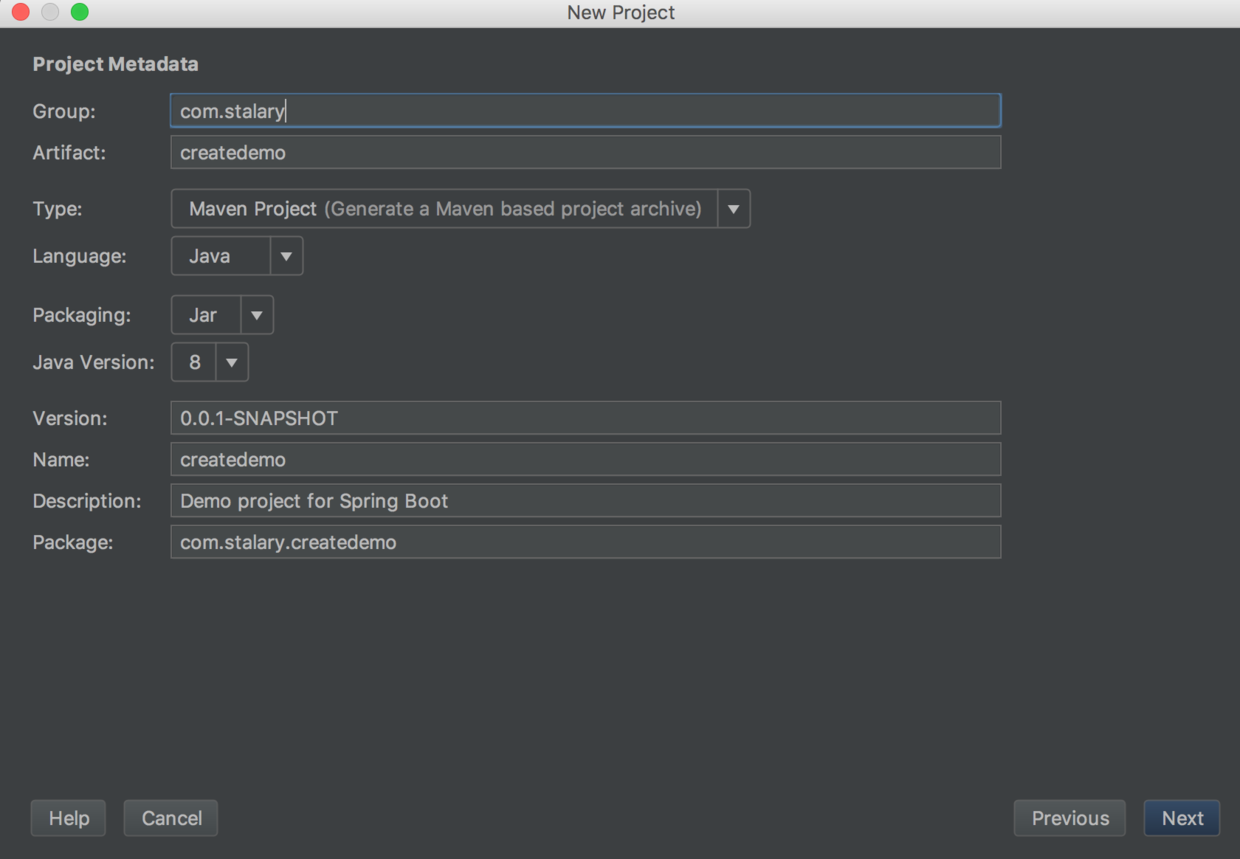 New Project
Project Metadata
Group: com.stalary
Artifact: createdemo
Type: Maven Project (Generate a Maven based project archive)
Language: Java
Packaging: Jar
Java Version: 8
Version: 0.0.1-SNAPSHOT
Name: createdemo
Description: Demo project for Spring Boot
Package: com.stalary.createdemo
Help Cancel Previous Next